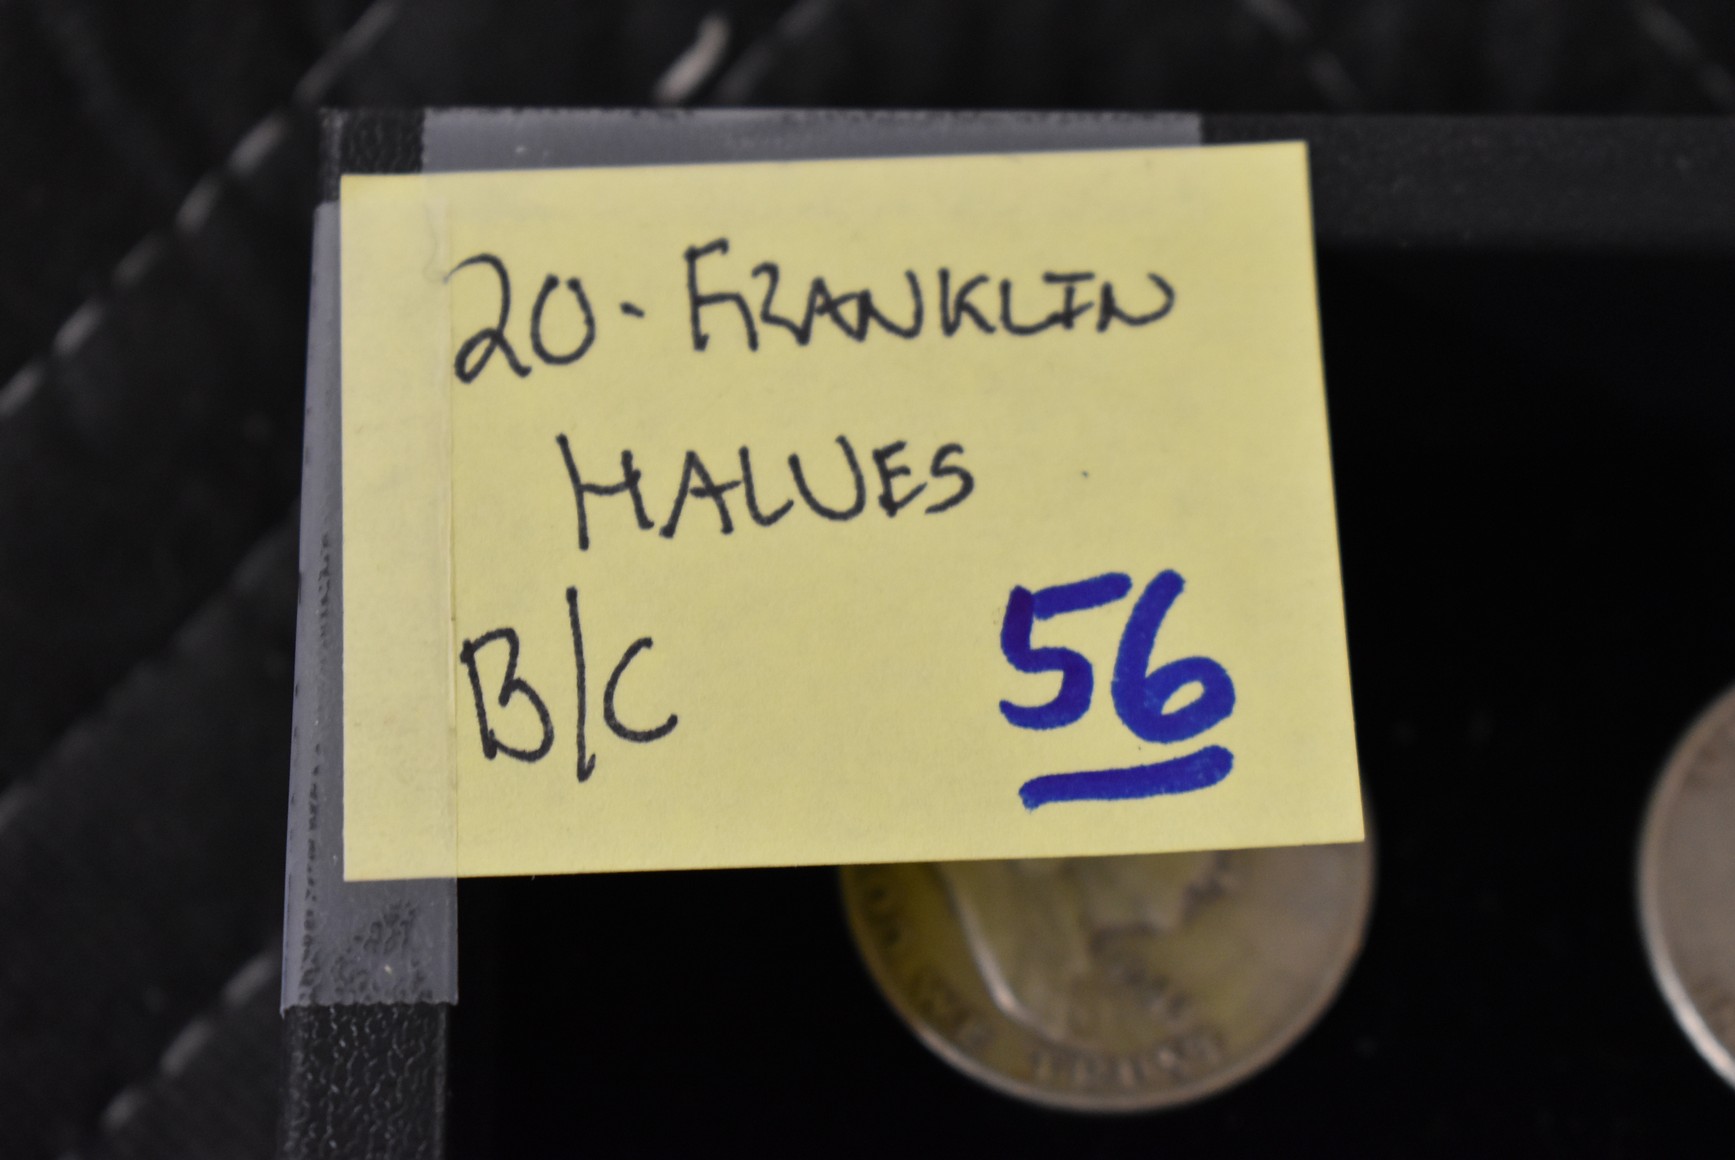 20 - FRANKLIN
HALVES
B/C 56